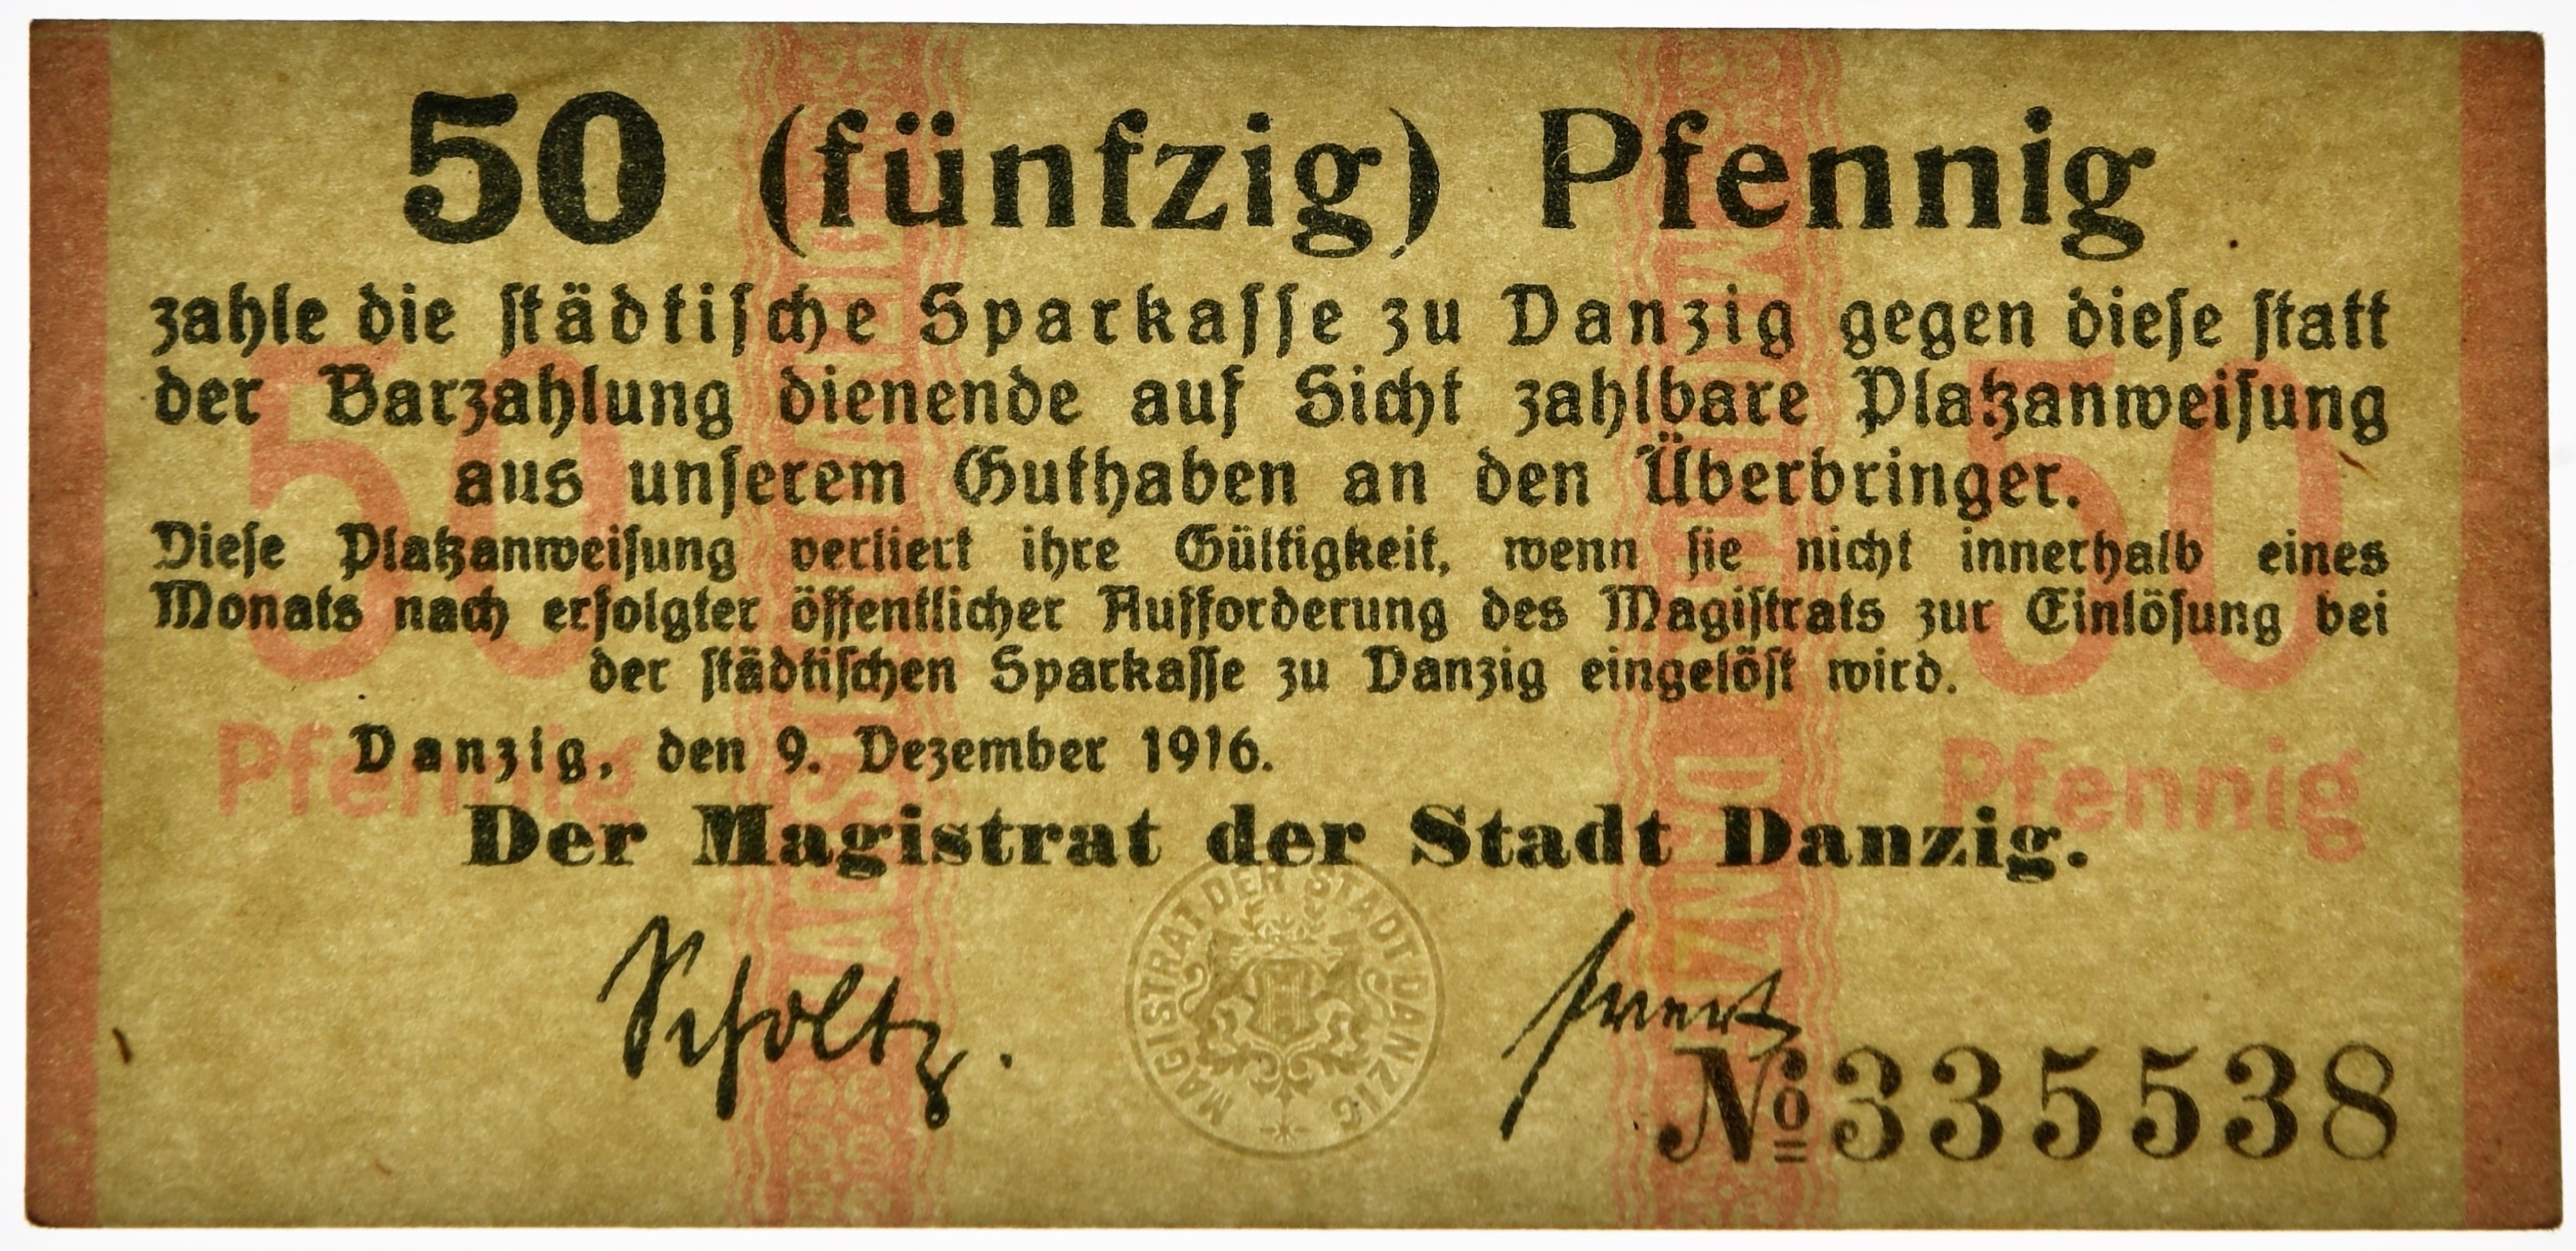 50 (fünfzig) Pfennig
zahle die städtische Sparkasse zu Danzig gegen diese statt
der Barzahlung dienende auf Sicht zahlbare Platzanweisung
aus unserem Guthaben an den Überbringer.
Diese Platzanweisung verliert ihre Gültigkeit, wenn sie nicht innerhalb eines
Monats nach erfolgter öffentlicher Aufforderung des Magistrats zur Einlösung bei
der städtischen Sparkasse zu Danzig eingelöst wird.
Danzig, den 9. Dezember 1916.
Der Magistrat der Stadt Danzig.
Scholtz.
MAGISTRAT DER STADT DANZIG
No 335538
50
Pfennig
50
Pfennig